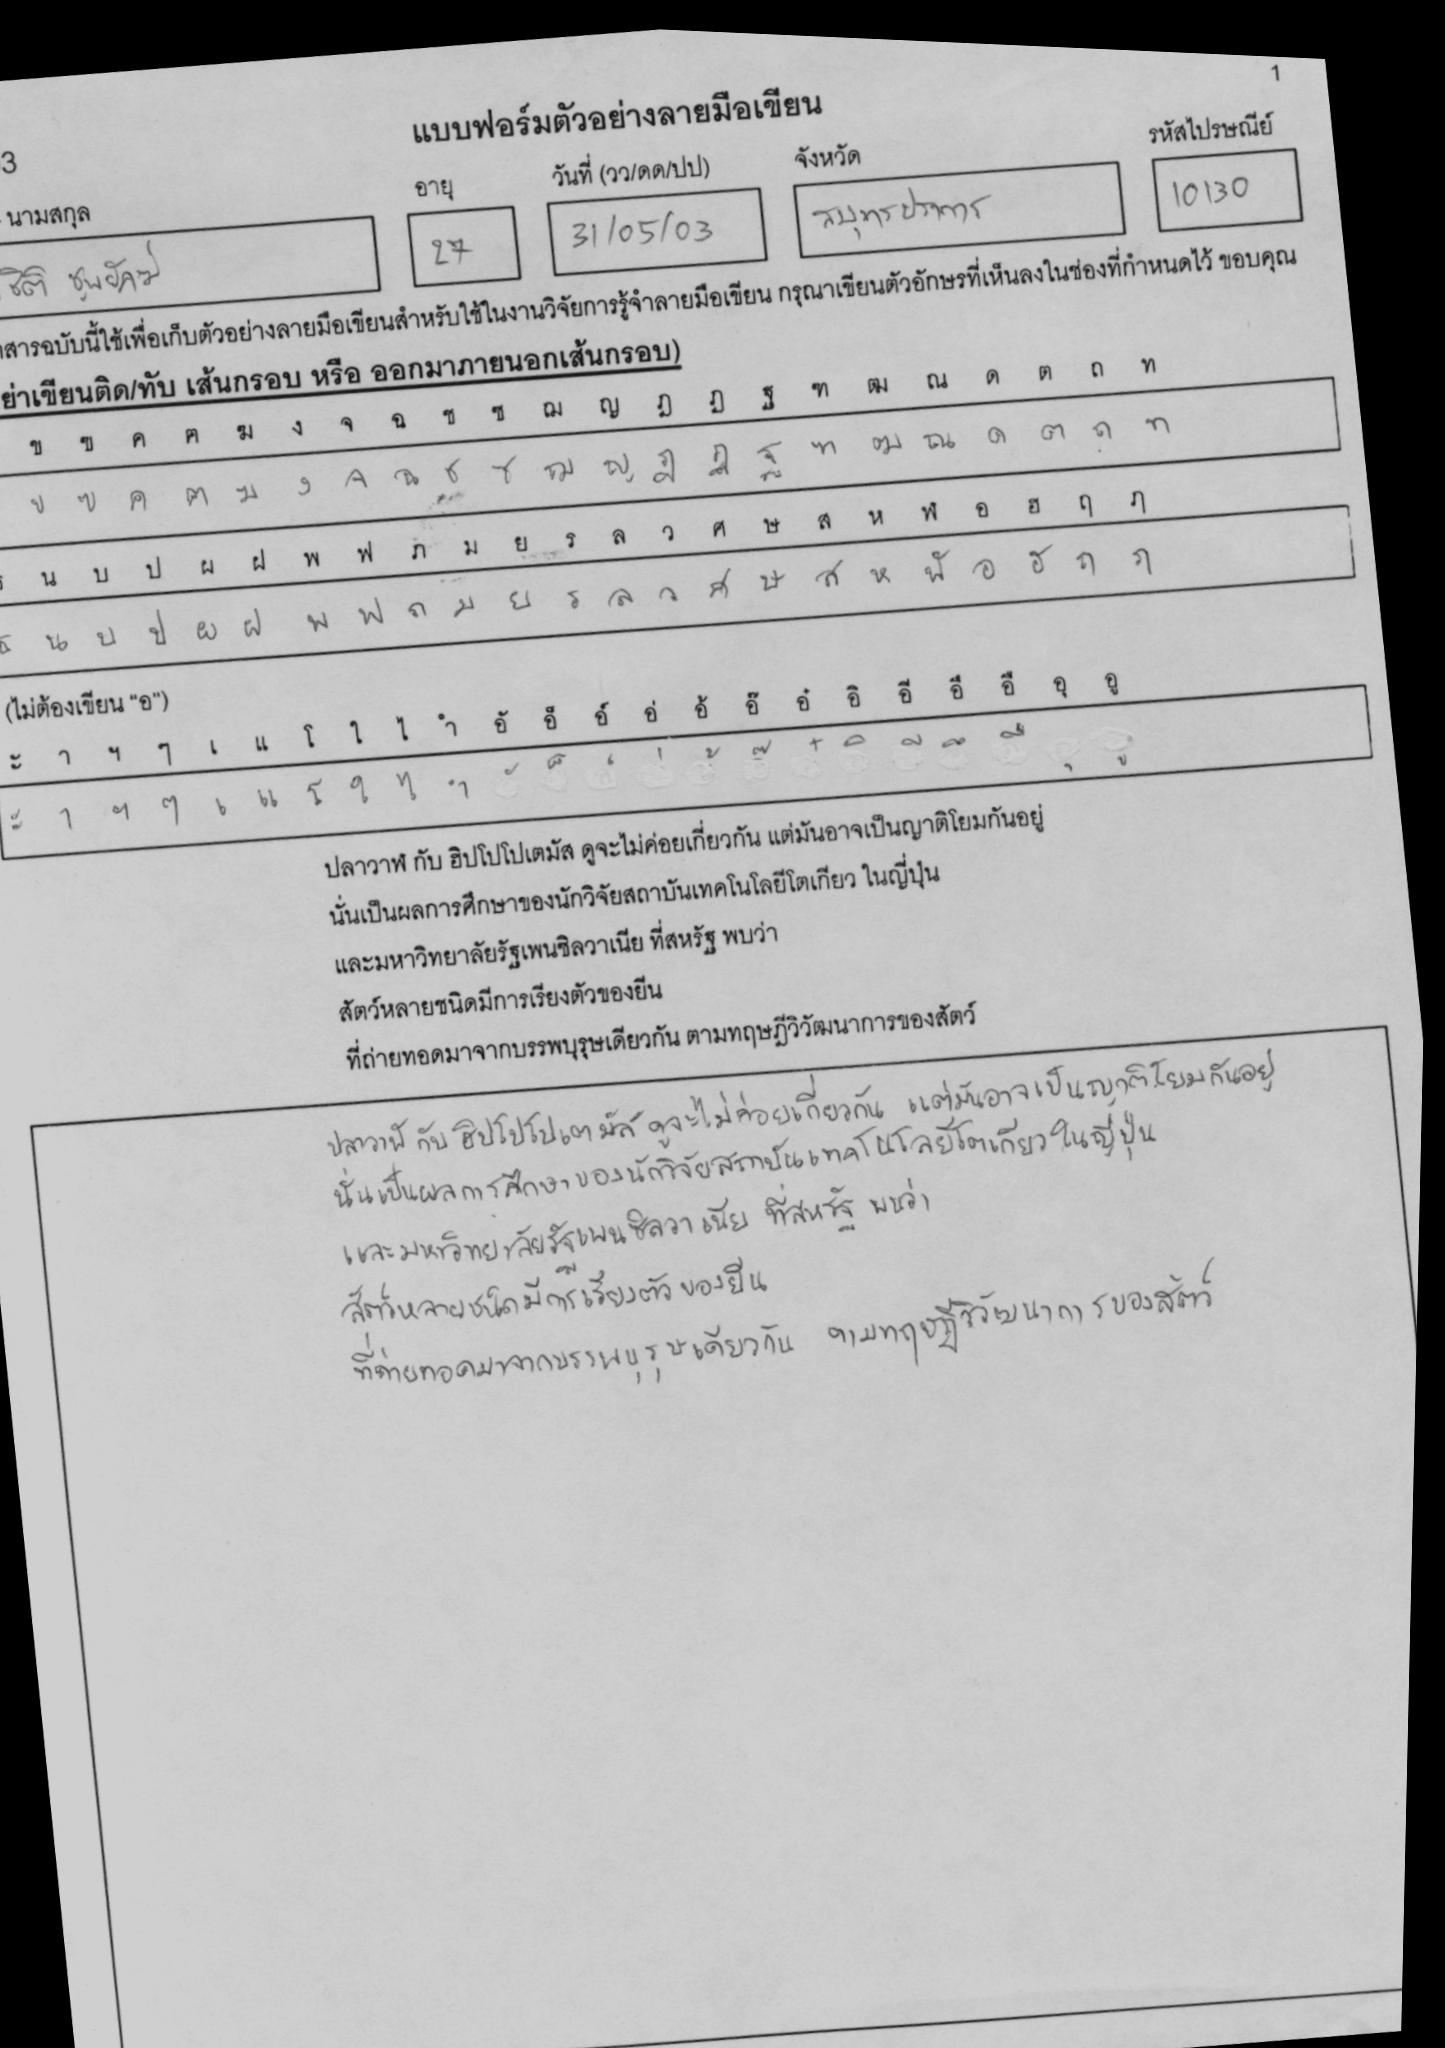 1
แบบฟอร์มตัวอย่างลายมือเขียน
3
นามสกุล อายุ วันที่ (วว/ดด/ปป) จังหวัด รหัสไปรษณีย์
27 31/05/03 สมุทรปราการ 10130
สารฉบับนี้ใช้เพื่อเก็บตัวอย่างลายมือเขียนสำหรับใช้ในงานวิจัยการรู้จำลายมือเขียน กรุณาเขียนตัวอักษรที่เห็นลงในช่องที่กำหนดไว้ ขอบคุณ
ย่าเขียนติด/ทับ เส้นกรอบ หรือ ออกมาภายนอกเส้นกรอบ)
ข ฃ ค ฅ ฆ ง จ ฉ ช ซ ฌ ญ ฎ ฏ ฐ ฑ ฒ ณ ด ต ถ ท
ข ฃ ค ฅ ฆ ง จ ฉ ช ซ ฌ ญ ฎ ฏ ฐ ฑ ฒ ณ ด ต ถ ท
ธ น บ ป ผ ฝ พ ฟ ภ ม ย ร ล ว ศ ษ ส ห ฬ อ ฮ ฤ ฦ
ธ น บ ป ผ ฝ พ ฟ ภ ม ย ร ล ว ศ ษ ส ห ฬ อ ฮ ฤ ฦ
(ไม่ต้องเขียน “อ”)
ะ า ฯ ๆ เ แ โ ใ ไ ำ อั อ็ อ์ อ่ อ้ อ๊ อ๋ อิ อี อึ อื อุ อู
ะ า ฯ ๆ เ แ โ ใ ไ ำ ั ็ ์ ่ ้ ๊ ๋ ิ ี ึ ื ุ ู
ปลาวาฬ กับ ฮิปโปโปเตมัส ดูจะไม่ค่อยเกี่ยวกัน แต่มันอาจเป็นญาติโยมกันอยู่
นั่นเป็นผลการศึกษาของนักวิจัยสถาบันเทคโนโลยีโตเกียว ในญี่ปุ่น
และมหาวิทยาลัยรัฐเพนซิลวาเนีย ที่สหรัฐ พบว่า
สัตว์หลายชนิดมีการเรียงตัวของยีน
ที่ถ่ายทอดมาจากบรรพบุรุษเดียวกัน ตามทฤษฎีวิวัฒนาการของสัตว์
ปลาวาฬ กับ ฮิปโปโปเตมัส ดูจะไม่ค่อยเกี่ยวกัน แต่มันอาจเป็นญาติโยมกันอยู่
นั่นเป็นผลการศึกษาของนักวิจัยสถาบันเทคโนโลยีโตเกียว ในญี่ปุ่น
และมหาวิทยาลัยรัฐเพนซิลวาเนีย ที่สหรัฐ พบว่า
สัตว์หลายชนิดมีการเรียงตัวของยีน
ที่ถ่ายทอดมาจากบรรพบุรุษเดียวกัน ตามทฤษฎีวิวัฒนาการของสัตว์